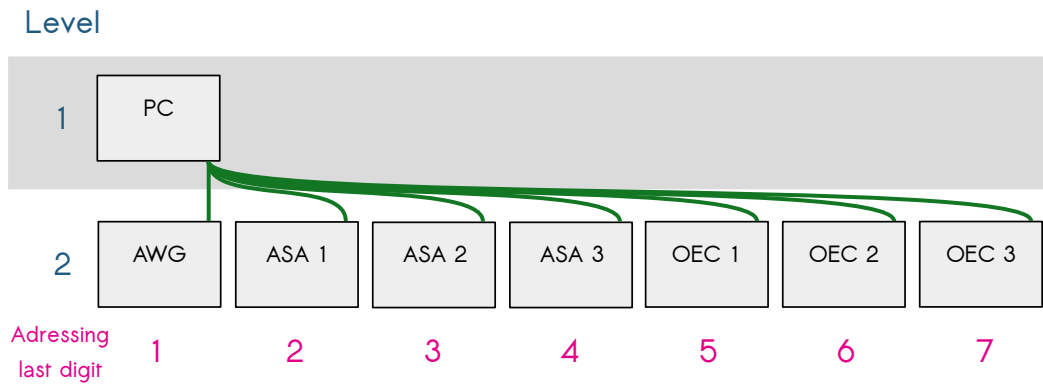 Level
1
PC
2
AWG
ASA 1
ASA 2
ASA 3
OEC 1
OEC 2
OEC 3
Adressing
last digit
1
2
3
4
5
6
7